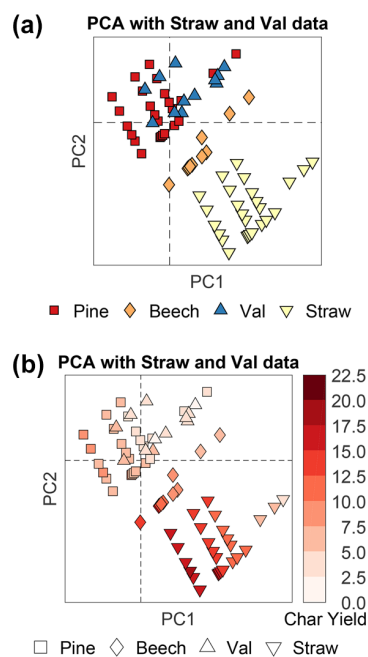 (a)
PCA with Straw and Val data
PC2
PC1
Pine Beech Val Straw
(b)
PCA with Straw and Val data
22.5
20.0
17.5
15.0
12.5
10.0
7.5
5.0
2.5
0.0
PC2
PC1
Char Yield
Pine Beech Val Straw